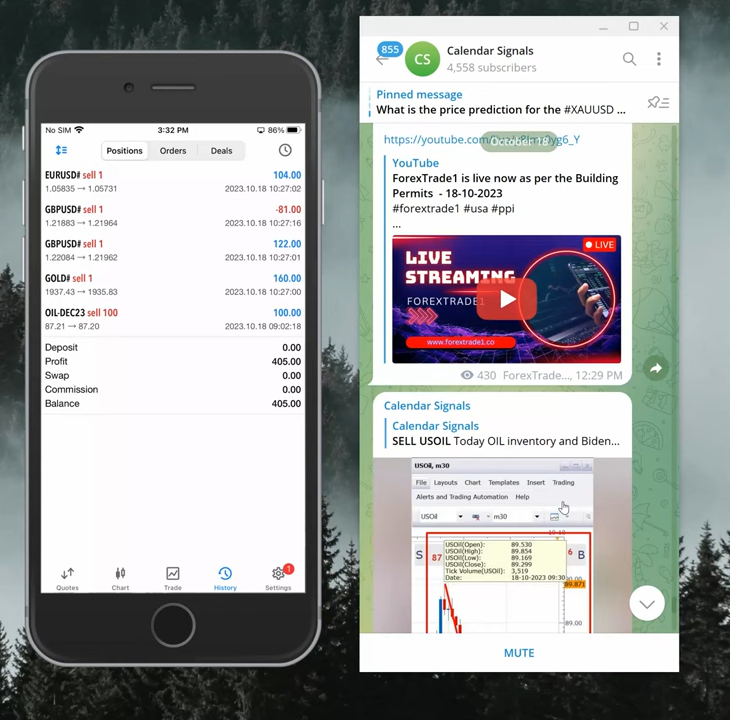 No SIM
3:32 PM
86%
Positions
Orders
Deals
EURUSD# sell 1
104.00
1.05835 → 1.05731
2023.10.18 10:27:02
GBPUSD# sell 1
-81.00
1.21883 → 1.21964
2023.10.18 10:27:16
GBPUSD# sell 1
122.00
1.22084 → 1.21962
2023.10.18 10:27:01
GOLD# sell 1
160.00
1937.43 → 1935.83
2023.10.18 10:27:00
OIL-DEC23 sell 100
100.00
87.21 → 87.20
2023.10.18 09:02:18
Deposit
0.00
Profit
405.00
Swap
0.00
Commission
0.00
Balance
405.00
Quotes
Chart
Trade
History
1
Settings
855
CS
Calendar Signals
4,558 subscribers
Pinned message
What is the price prediction for the #XAUUSD ...
October 18
YouTube
ForexTrade1 is live now as per the Building
Permits - 18-10-2023
#forextrade1 #usa #ppi
...
LIVE
LIVE
STREAMING
FOREXTRADE1
www.forextrade1.co
430 ForexTrade..., 12:29 PM
Calendar Signals
Calendar Signals
SELL USOIL Today OIL inventory and Biden...
USOil, m30
File Layouts Chart Templates Insert Trading
Alerts and Trading Automation Help
USOil
m30
S 87
6 B
USOil(Open): 89.530
USOil(High): 89.854
USOil(Low): 89.169
USOil(Close): 89.299
Tick Volume(USOil): 3,519
Date: 18-10-2023 09:30
89.871
89.00
MUTE